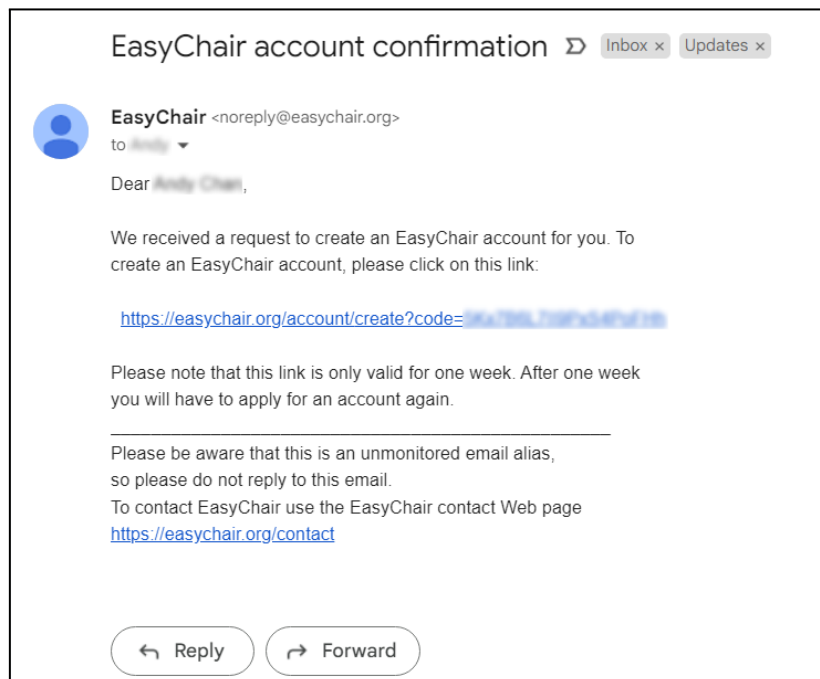 EasyChair account confirmation Inbox × Updates ×
EasyChair <noreply@easychair.org>
to
Dear ,
We received a request to create an EasyChair account for you. To
create an EasyChair account, please click on this link:
https://easychair.org/account/create?code=
Please note that this link is only valid for one week. After one week
you will have to apply for an account again.
Please be aware that this is an unmonitored email alias,
so please do not reply to this email.
To contact EasyChair use the EasyChair contact Web page
https://easychair.org/contact
Reply Forward